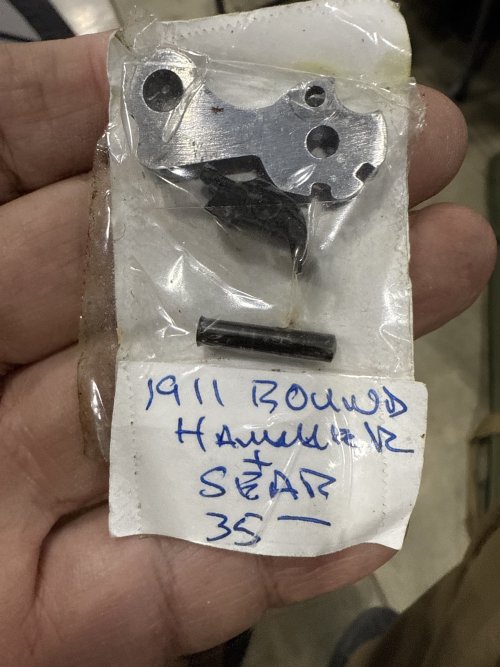 1911 ROUND
HAMMER
+
SEAR
35 —